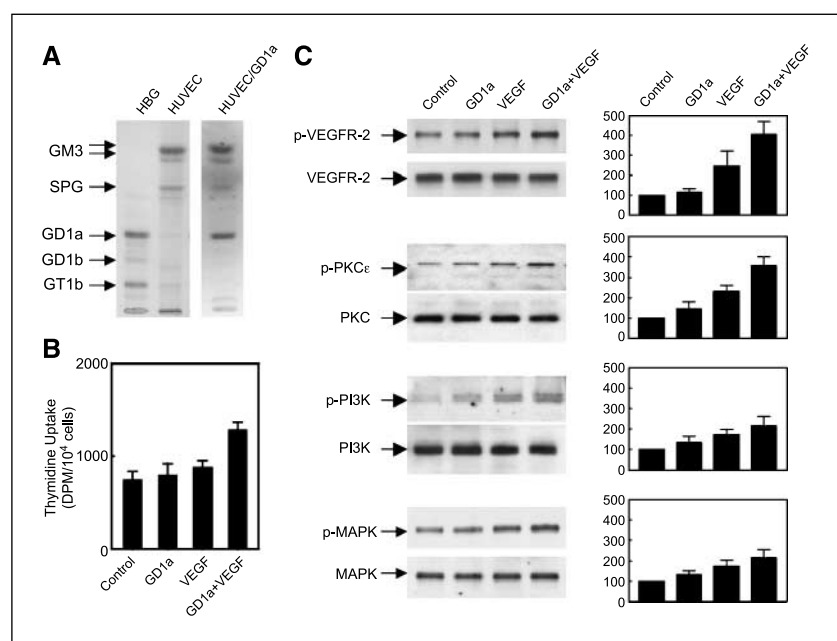 A
HBG
HUVEC
HUVEC/GD1a
GM3
SPG
GD1a
GD1b
GT1b
B
2000
1000
0
Thymidine Uptake
(DPM/10⁴ cells)
Control
GD1a
VEGF
GD1a+VEGF
C
Control
GD1a
VEGF
GD1a+VEGF
p-VEGFR-2
VEGFR-2
p-PKCε
PKC
p-PI3K
PI3K
p-MAPK
MAPK
Control
GD1a
VEGF
GD1a+VEGF
500
400
300
200
100
0
500
400
300
200
100
0
500
400
300
200
100
0
500
400
300
200
100
0